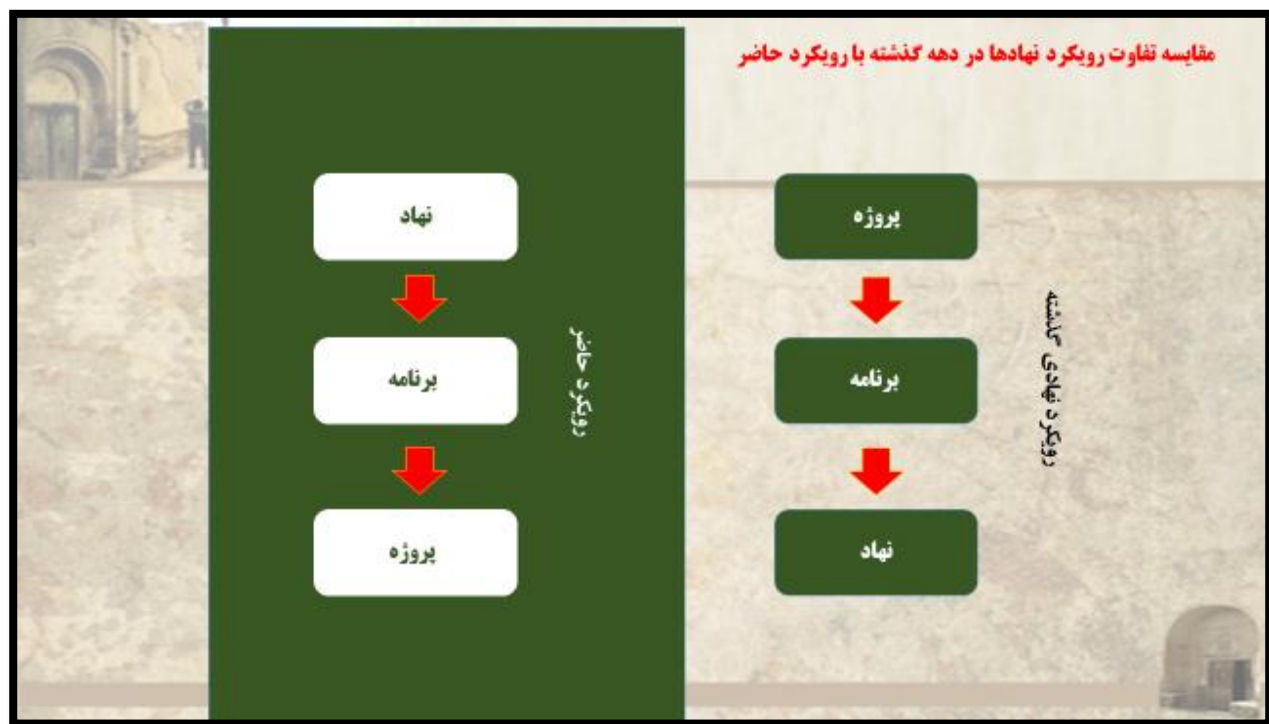 مقایسه تفاوت رویکرد نهادها در دهه گذشته با رویکرد حاضر
رویکرد نهادی گذشته
پروژه
برنامه
نهاد
رویکرد حاضر
نهاد
برنامه
پروژه